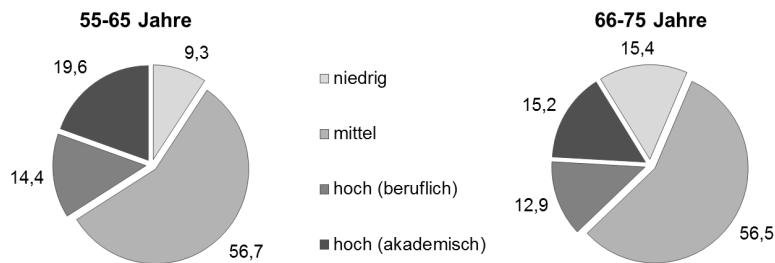 55-65 Jahre
9,3
19,6
14,4
56,7
niedrig
mittel
hoch (beruflich)
hoch (akademisch)
66-75 Jahre
15,4
15,2
12,9
56,5